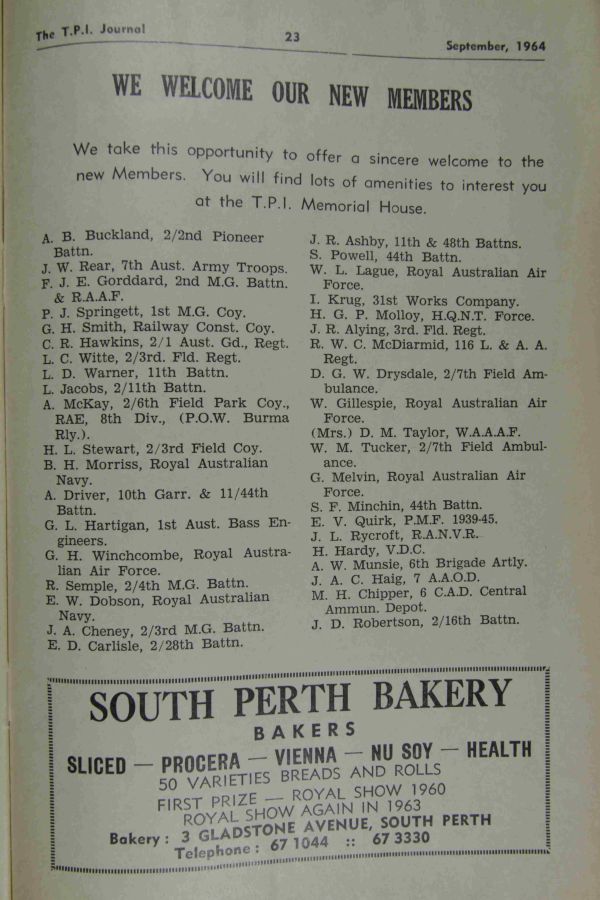 The T.P.I. Journal
23
September, 1964
WE WELCOME OUR NEW MEMBERS
We take this opportunity to offer a sincere welcome to the
new Members. You will find lots of amenities to interest you
at the T.P.I. Memorial House.
A. B. Buckland, 2/2nd Pioneer
Battn.
J. W. Rear, 7th Aust. Army Troops.
F. J. E. Gorddard, 2nd M.G. Battn.
& R.A.A.F.
P. J. Springett, 1st M.G. Coy.
G. H. Smith, Railway Const. Coy.
C. R. Hawkins, 2/1 Aust. Gd., Regt.
L. C. Witte, 2/3rd. Fld. Regt.
L. D. Warner, 11th Battn.
L. Jacobs, 2/11th Battn.
A. McKay, 2/6th Field Park Coy.,
RAE, 8th Div., (P.O.W. Burma
Rly.).
H. L. Stewart, 2/3rd Field Coy.
B. H. Morriss, Royal Australian
Navy.
A. Driver, 10th Garr. & 11/44th
Battn.
G. L. Hartigan, 1st Aust. Bass En-
gineers.
G. H. Winchcombe, Royal Austra-
lian Air Force.
R. Semple, 2/4th M.G. Battn.
E. W. Dobson, Royal Australian
Navy.
J. A. Cheney, 2/3rd M.G. Battn.
E. D. Carlisle, 2/28th Battn.
J. R. Ashby, 11th & 48th Battns.
S. Powell, 44th Battn.
W. L. Lague, Royal Australian Air
Force.
I. Krug, 31st Works Company.
H. G. P. Molloy, H.Q.N.T. Force.
J. R. Alying, 3rd. Fld. Regt.
R. W. C. McDiarmid, 116 L. & A. A.
Regt.
D. G. W. Drysdale, 2/7th Field Am-
bulance.
W. Gillespie, Royal Australian Air
Force.
(Mrs.) D. M. Taylor, W.A.A.A.F.
W. M. Tucker, 2/7th Field Ambul-
ance.
G. Melvin, Royal Australian Air
Force.
S. F. Minchin, 44th Battn.
E. V. Quirk, P.M.F. 1939-45.
J. L. Rycroft, R.A.N.V.R.
H. Hardy, V.D.C.
A. W. Munsie, 6th Brigade Artly.
J. A. C. Haig, 7 A.A.O.D.
M. H. Chipper, 6 C.A.D. Central
Ammun. Depot.
J. D. Robertson, 2/16th Battn.
SOUTH PERTH BAKERY
BAKERS
SLICED — PROCERA — VIENNA — NU SOY — HEALTH
50 VARIETIES BREADS AND ROLLS
FIRST PRIZE — ROYAL SHOW 1960
ROYAL SHOW AGAIN IN 1963
Bakery : 3 GLADSTONE AVENUE, SOUTH PERTH
Telephone : 67 1044 :: 67 3330